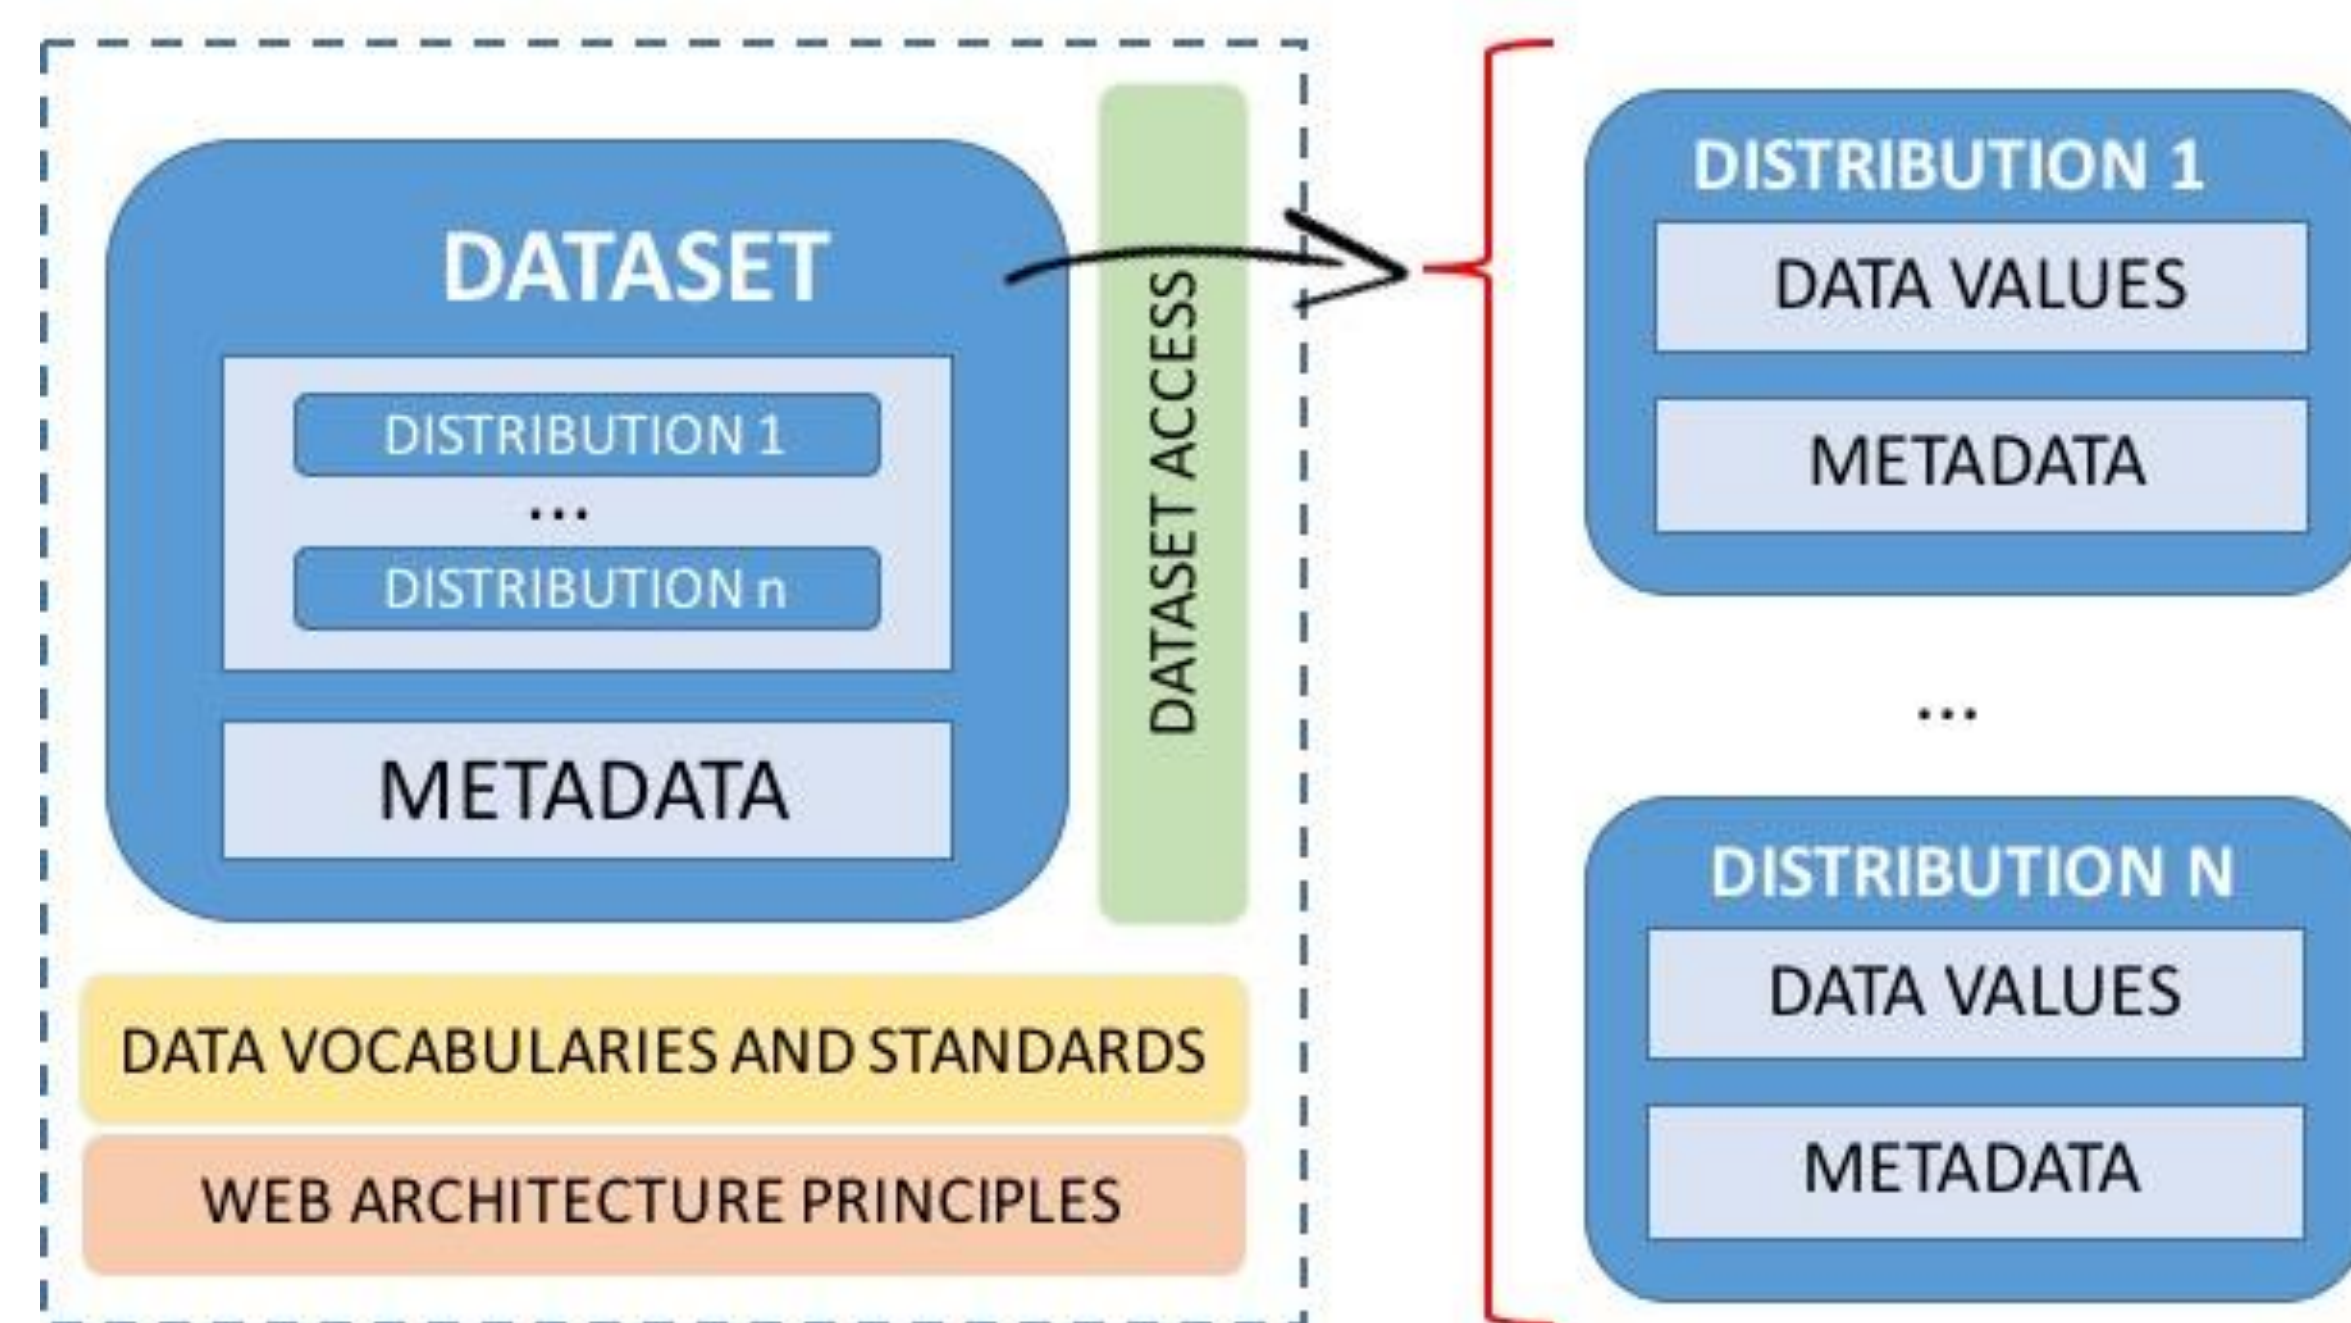 DATASET
DISTRIBUTION 1
...
DISTRIBUTION n
METADATA
DATASET ACCESS
DATA VOCABULARIES AND STANDARDS
WEB ARCHITECTURE PRINCIPLES
DISTRIBUTION 1
DATA VALUES
METADATA
...
DISTRIBUTION N
DATA VALUES
METADATA